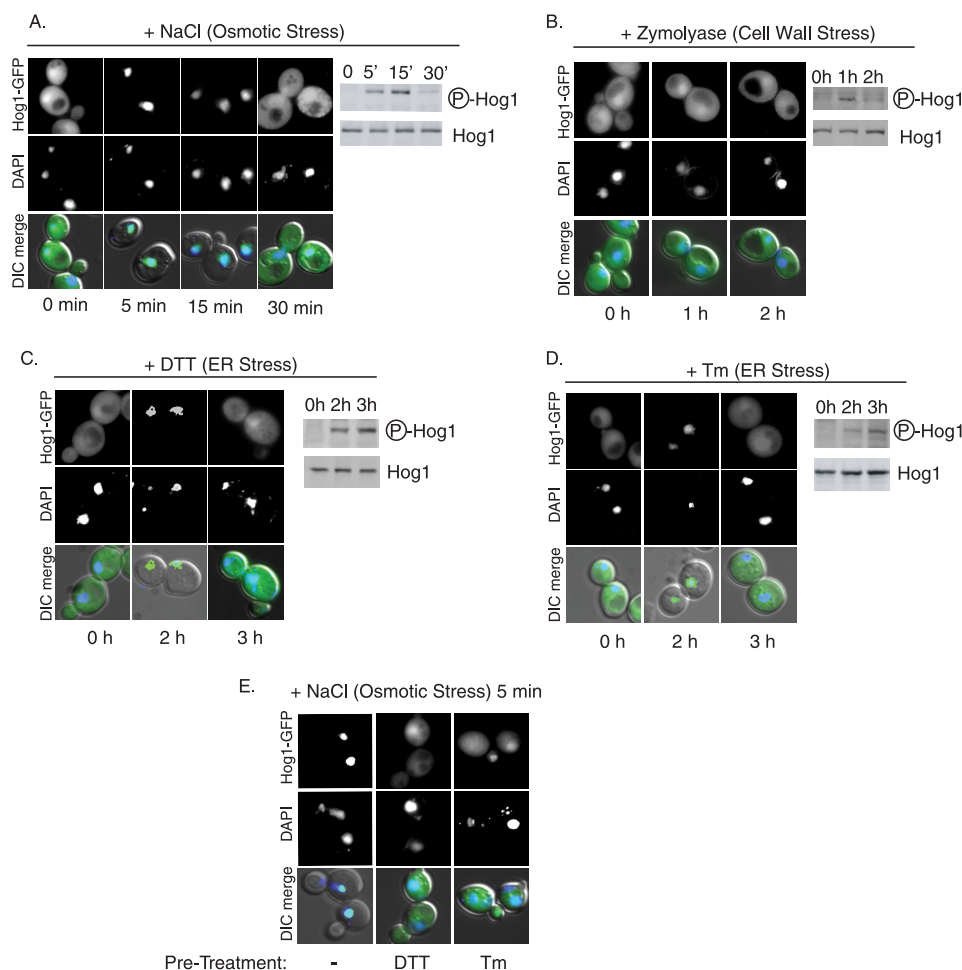 A.
+ NaCl (Osmotic Stress)
Hog1-GFP
DAPI
DIC merge
0 min
5 min
15 min
30 min
0 5' 15' 30'
Ⓟ-Hog1
Hog1
B.
+ Zymolyase (Cell Wall Stress)
Hog1-GFP
DAPI
DIC merge
0 h
1 h
2 h
0h 1h 2h
Ⓟ-Hog1
Hog1
C.
+ DTT (ER Stress)
Hog1-GFP
DAPI
DIC merge
0 h
2 h
3 h
0h 2h 3h
Ⓟ-Hog1
Hog1
D.
+ Tm (ER Stress)
Hog1-GFP
DAPI
DIC merge
0 h
2 h
3 h
0h 2h 3h
Ⓟ-Hog1
Hog1
E.
+ NaCl (Osmotic Stress) 5 min
Hog1-GFP
DAPI
DIC merge
Pre-Treatment: - DTT Tm